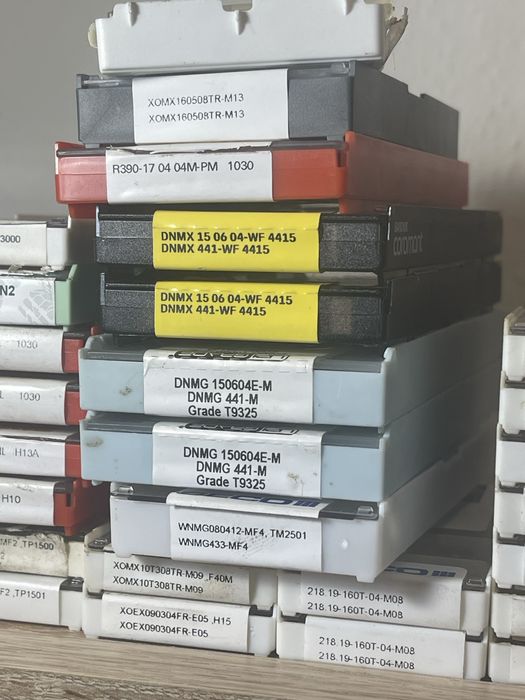 XOMX160508TR-M13
XOMX160508TR-M13
R390-17 04 04M-PM 1030
DNMX 15 06 04-WF 4415
DNMX 441-WF 4415
coromant
DNMX 15 06 04-WF 4415
DNMX 441-WF 4415
DNMG 150604E-M
DNMG 441-M
Grade T9325
DNMG 150604E-M
DNMG 441-M
Grade T9325
WNMG080412-MF4, TM2501
WNMG433-MF4
XOMX10T308TR-M09 ,F40M
XOMX10T308TR-M09
XOEX090304FR-E05 ,H15
XOEX090304FR-E05
218.19-160T-04-M08
218.19-160T-04-M08
218.19-160T-04-M08
218.19-160T-04-M08
3000
N2
1030
1030
H13A
H10
MF2 ,TP1500
F2 ,TP1501